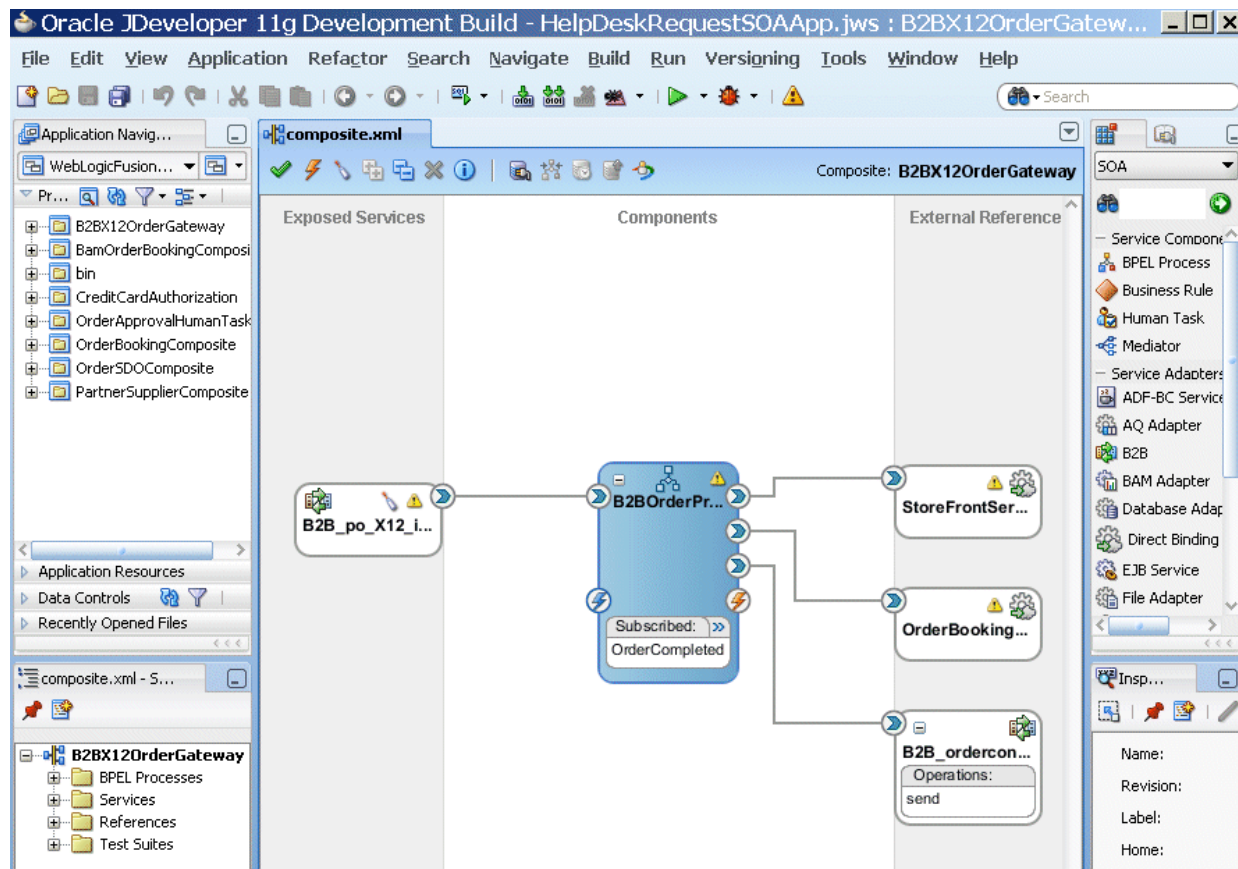 Oracle JDeveloper 11g Development Build - HelpDeskRequestSOAApp.jws : B2BX12OrderGatew...
File Edit View Application Refactor Search Navigate Build Run Versioning Tools Window Help
Search
Application Navig...
WebLogicFusion...
Pr...
B2BX12OrderGateway
BamOrderBookingComposi
bin
CreditCardAuthorization
OrderApprovalHumanTask
OrderBookingComposite
OrderSDOComposite
PartnerSupplierComposite
Application Resources
Data Controls
Recently Opened Files
composite.xml - S...
B2BX12OrderGateway
BPEL Processes
Services
References
Test Suites
composite.xml
Composite: B2BX12OrderGateway
Exposed Services
Components
External Reference
B2B_po_X12_i...
B2BOrderPr...
Subscribed:
OrderCompleted
StoreFrontSer...
OrderBooking...
B2B_ordercon...
Operations:
send
SOA
Service Compone
BPEL Process
Business Rule
Human Task
Mediator
Service Adapters
ADF-BC Service
AQ Adapter
B2B
BAM Adapter
Database Adap
Direct Binding
EJB Service
File Adapter
Insp...
Name:
Revision:
Label:
Home: